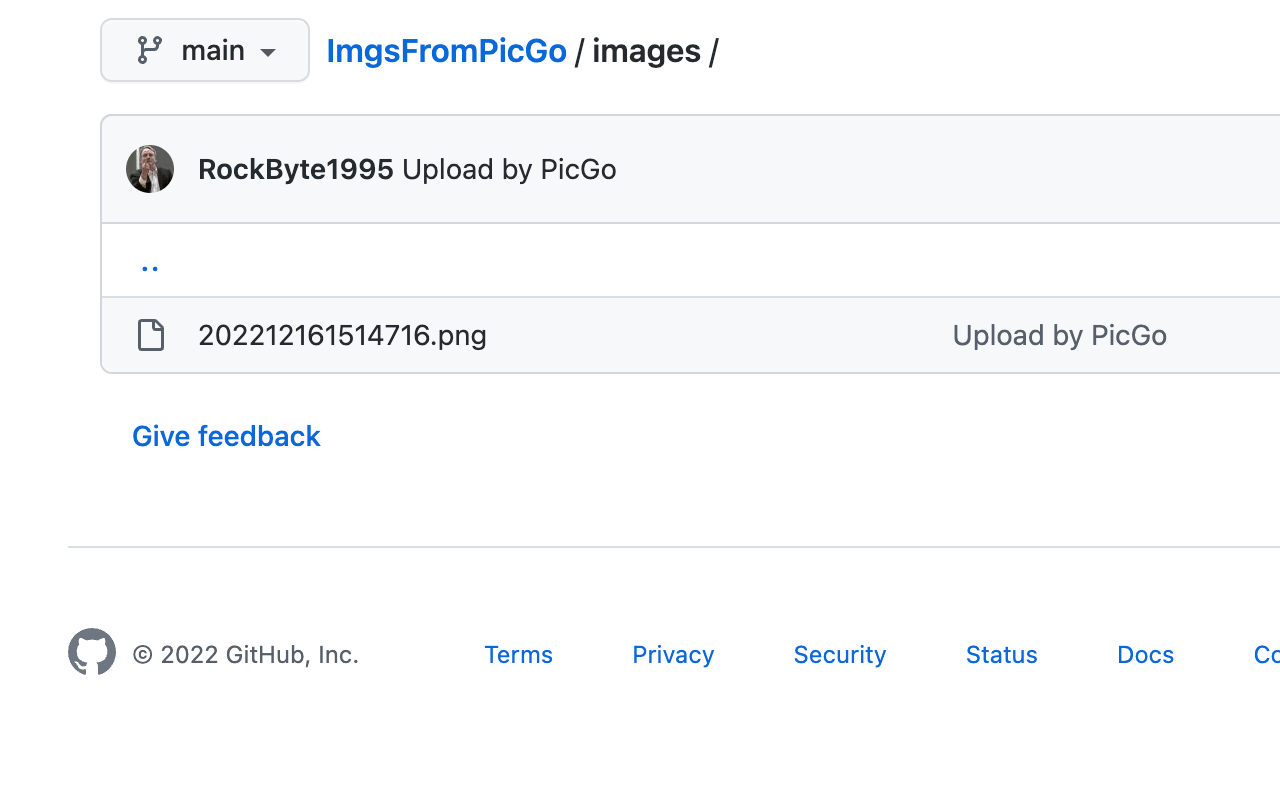 main ImgsFromPicGo / images /
RockByte1995 Upload by PicGo
..
202212161514716.png Upload by PicGo
Give feedback
© 2022 GitHub, Inc. Terms Privacy Security Status Docs Co